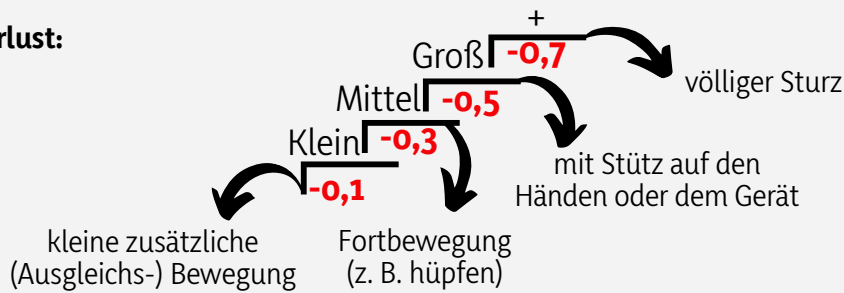 rlust:
+
Groß -0,7
völliger Sturz
Mittel -0,5
Klein -0,3
mit Stütz auf den
Händen oder dem Gerät
-0,1
kleine zusätzliche
(Ausgleichs-) Bewegung
Fortbewegung
(z. B. hüpfen)